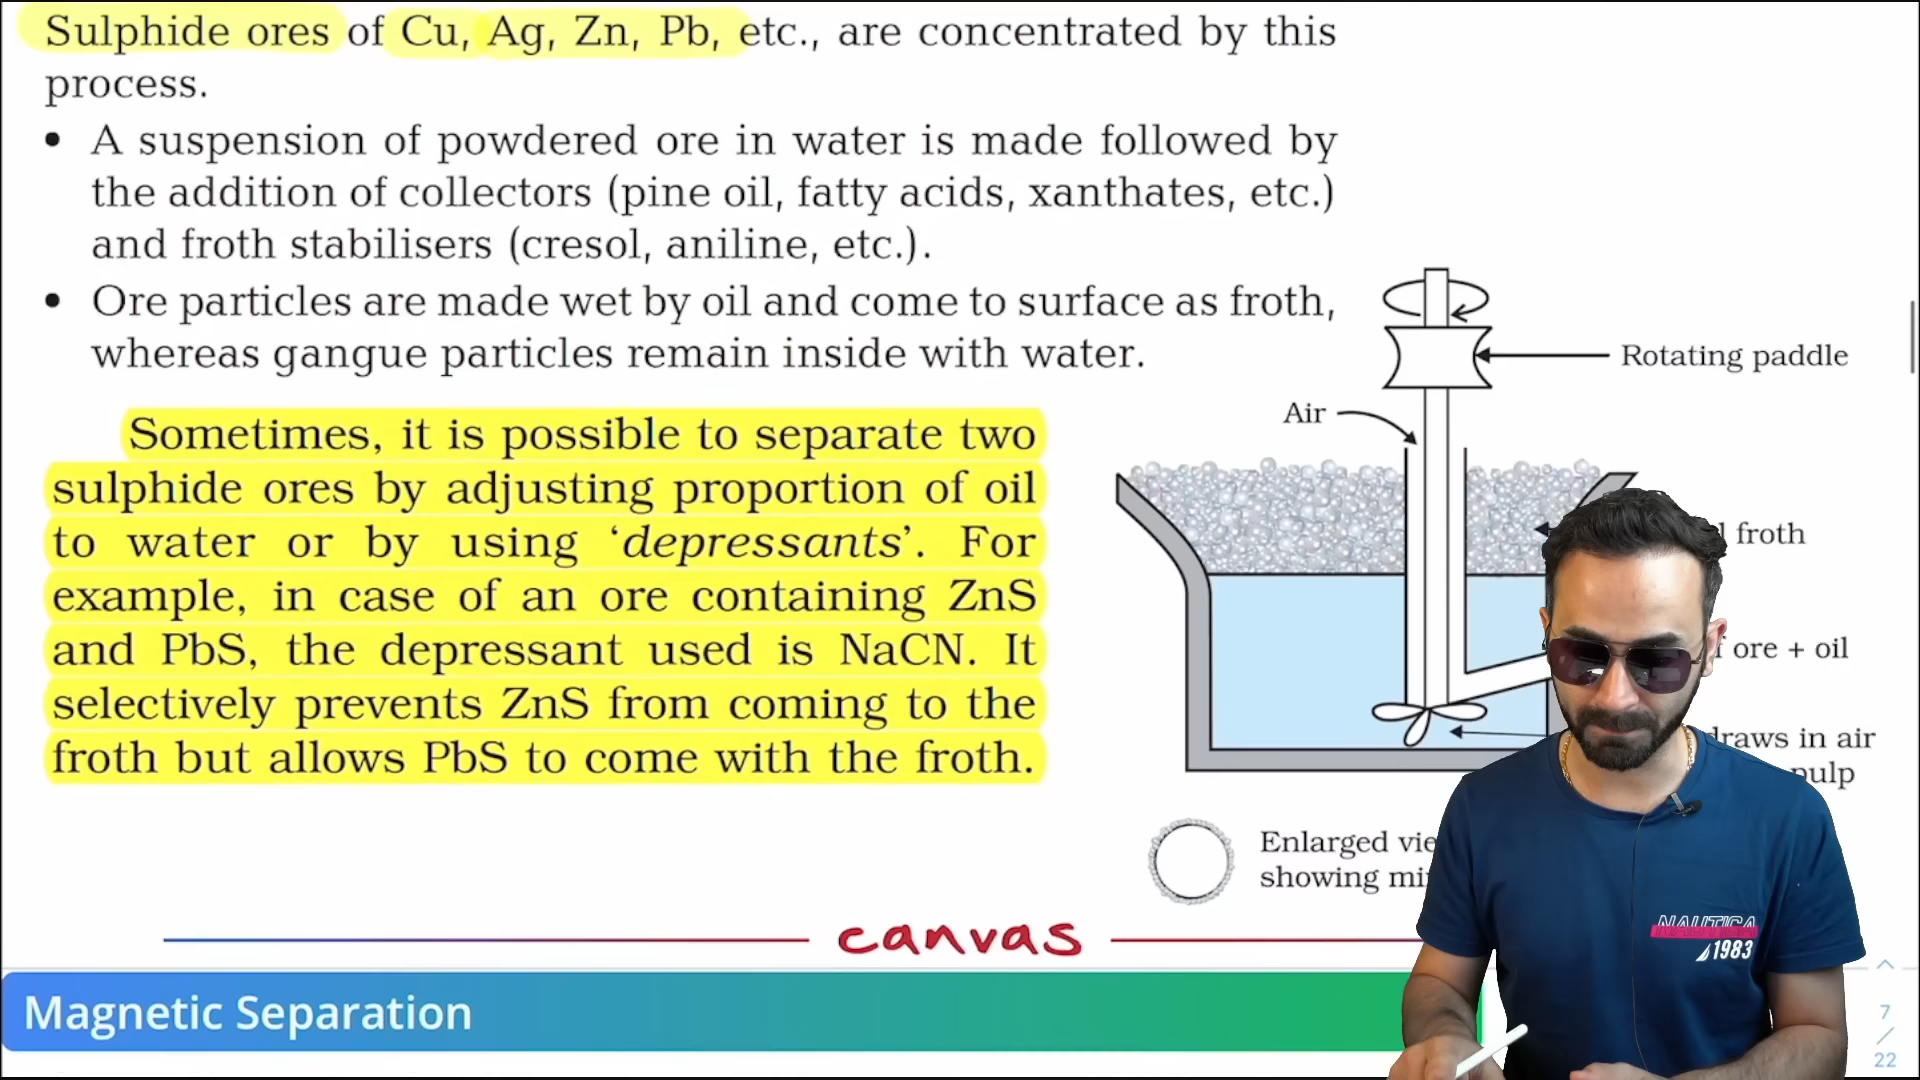 Sulphide ores of Cu, Ag, Zn, Pb, etc., are concentrated by this
process.
• A suspension of powdered ore in water is made followed by
the addition of collectors (pine oil, fatty acids, xanthates, etc.)
and froth stabilisers (cresol, aniline, etc.).
• Ore particles are made wet by oil and come to surface as froth,
whereas gangue particles remain inside with water.
Sometimes, it is possible to separate two
sulphide ores by adjusting proportion of oil
to water or by using ‘depressants’. For
example, in case of an ore containing ZnS
and PbS, the depressant used is NaCN. It
selectively prevents ZnS from coming to the
froth but allows PbS to come with the froth.
Rotating paddle
Air
froth
ore + oil
draws in air
pulp
Enlarged
showing
canvas
Magnetic Separation
NAUTICA
1983
7
/
22